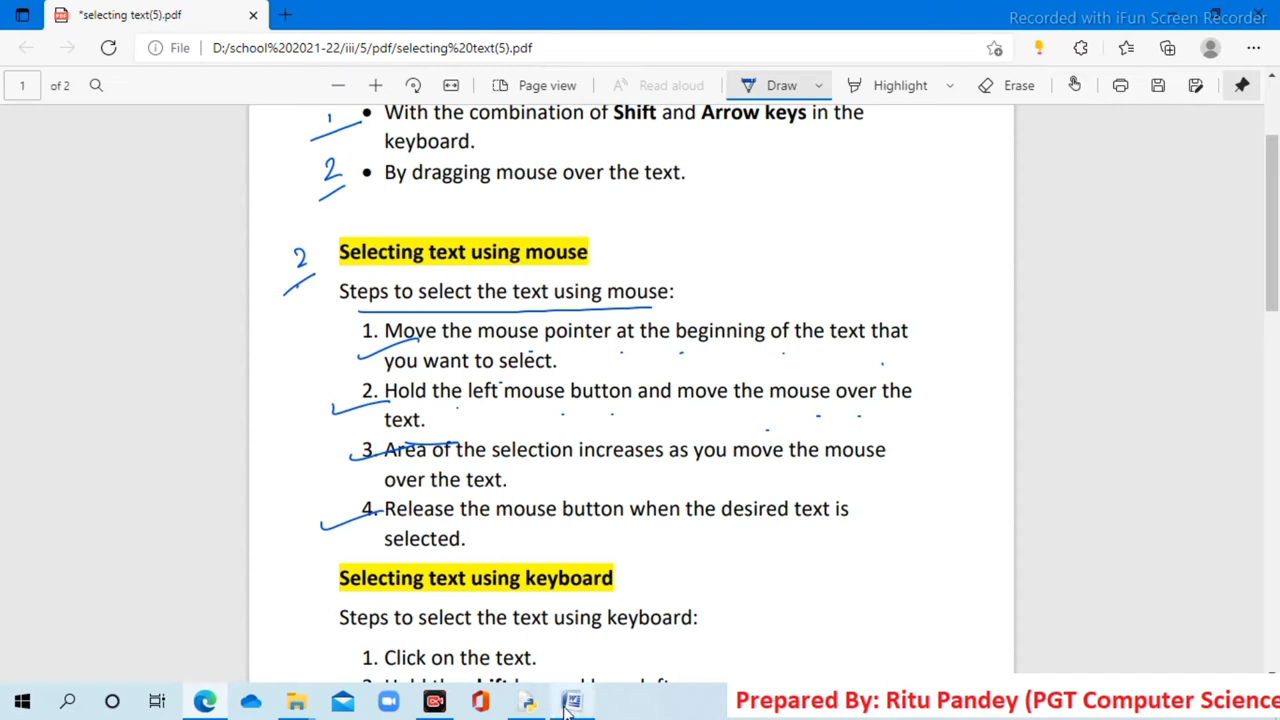 *selecting text(5).pdf
Recorded with iFun Screen Recorder
File D:/school%202021-22/iii/5/pdf/selecting%20text(5).pdf
1 of 2 Page view Read aloud Draw Highlight Erase
1 • With the combination of Shift and Arrow keys in the
keyboard.
2 • By dragging mouse over the text.
2 Selecting text using mouse
Steps to select the text using mouse:
1. Move the mouse pointer at the beginning of the text that
you want to select.
2. Hold the left mouse button and move the mouse over the
text.
3. Area of the selection increases as you move the mouse
over the text.
4. Release the mouse button when the desired text is
selected.
Selecting text using keyboard
Steps to select the text using keyboard:
1. Click on the text.
Prepared By: Ritu Pandey (PGT Computer Science